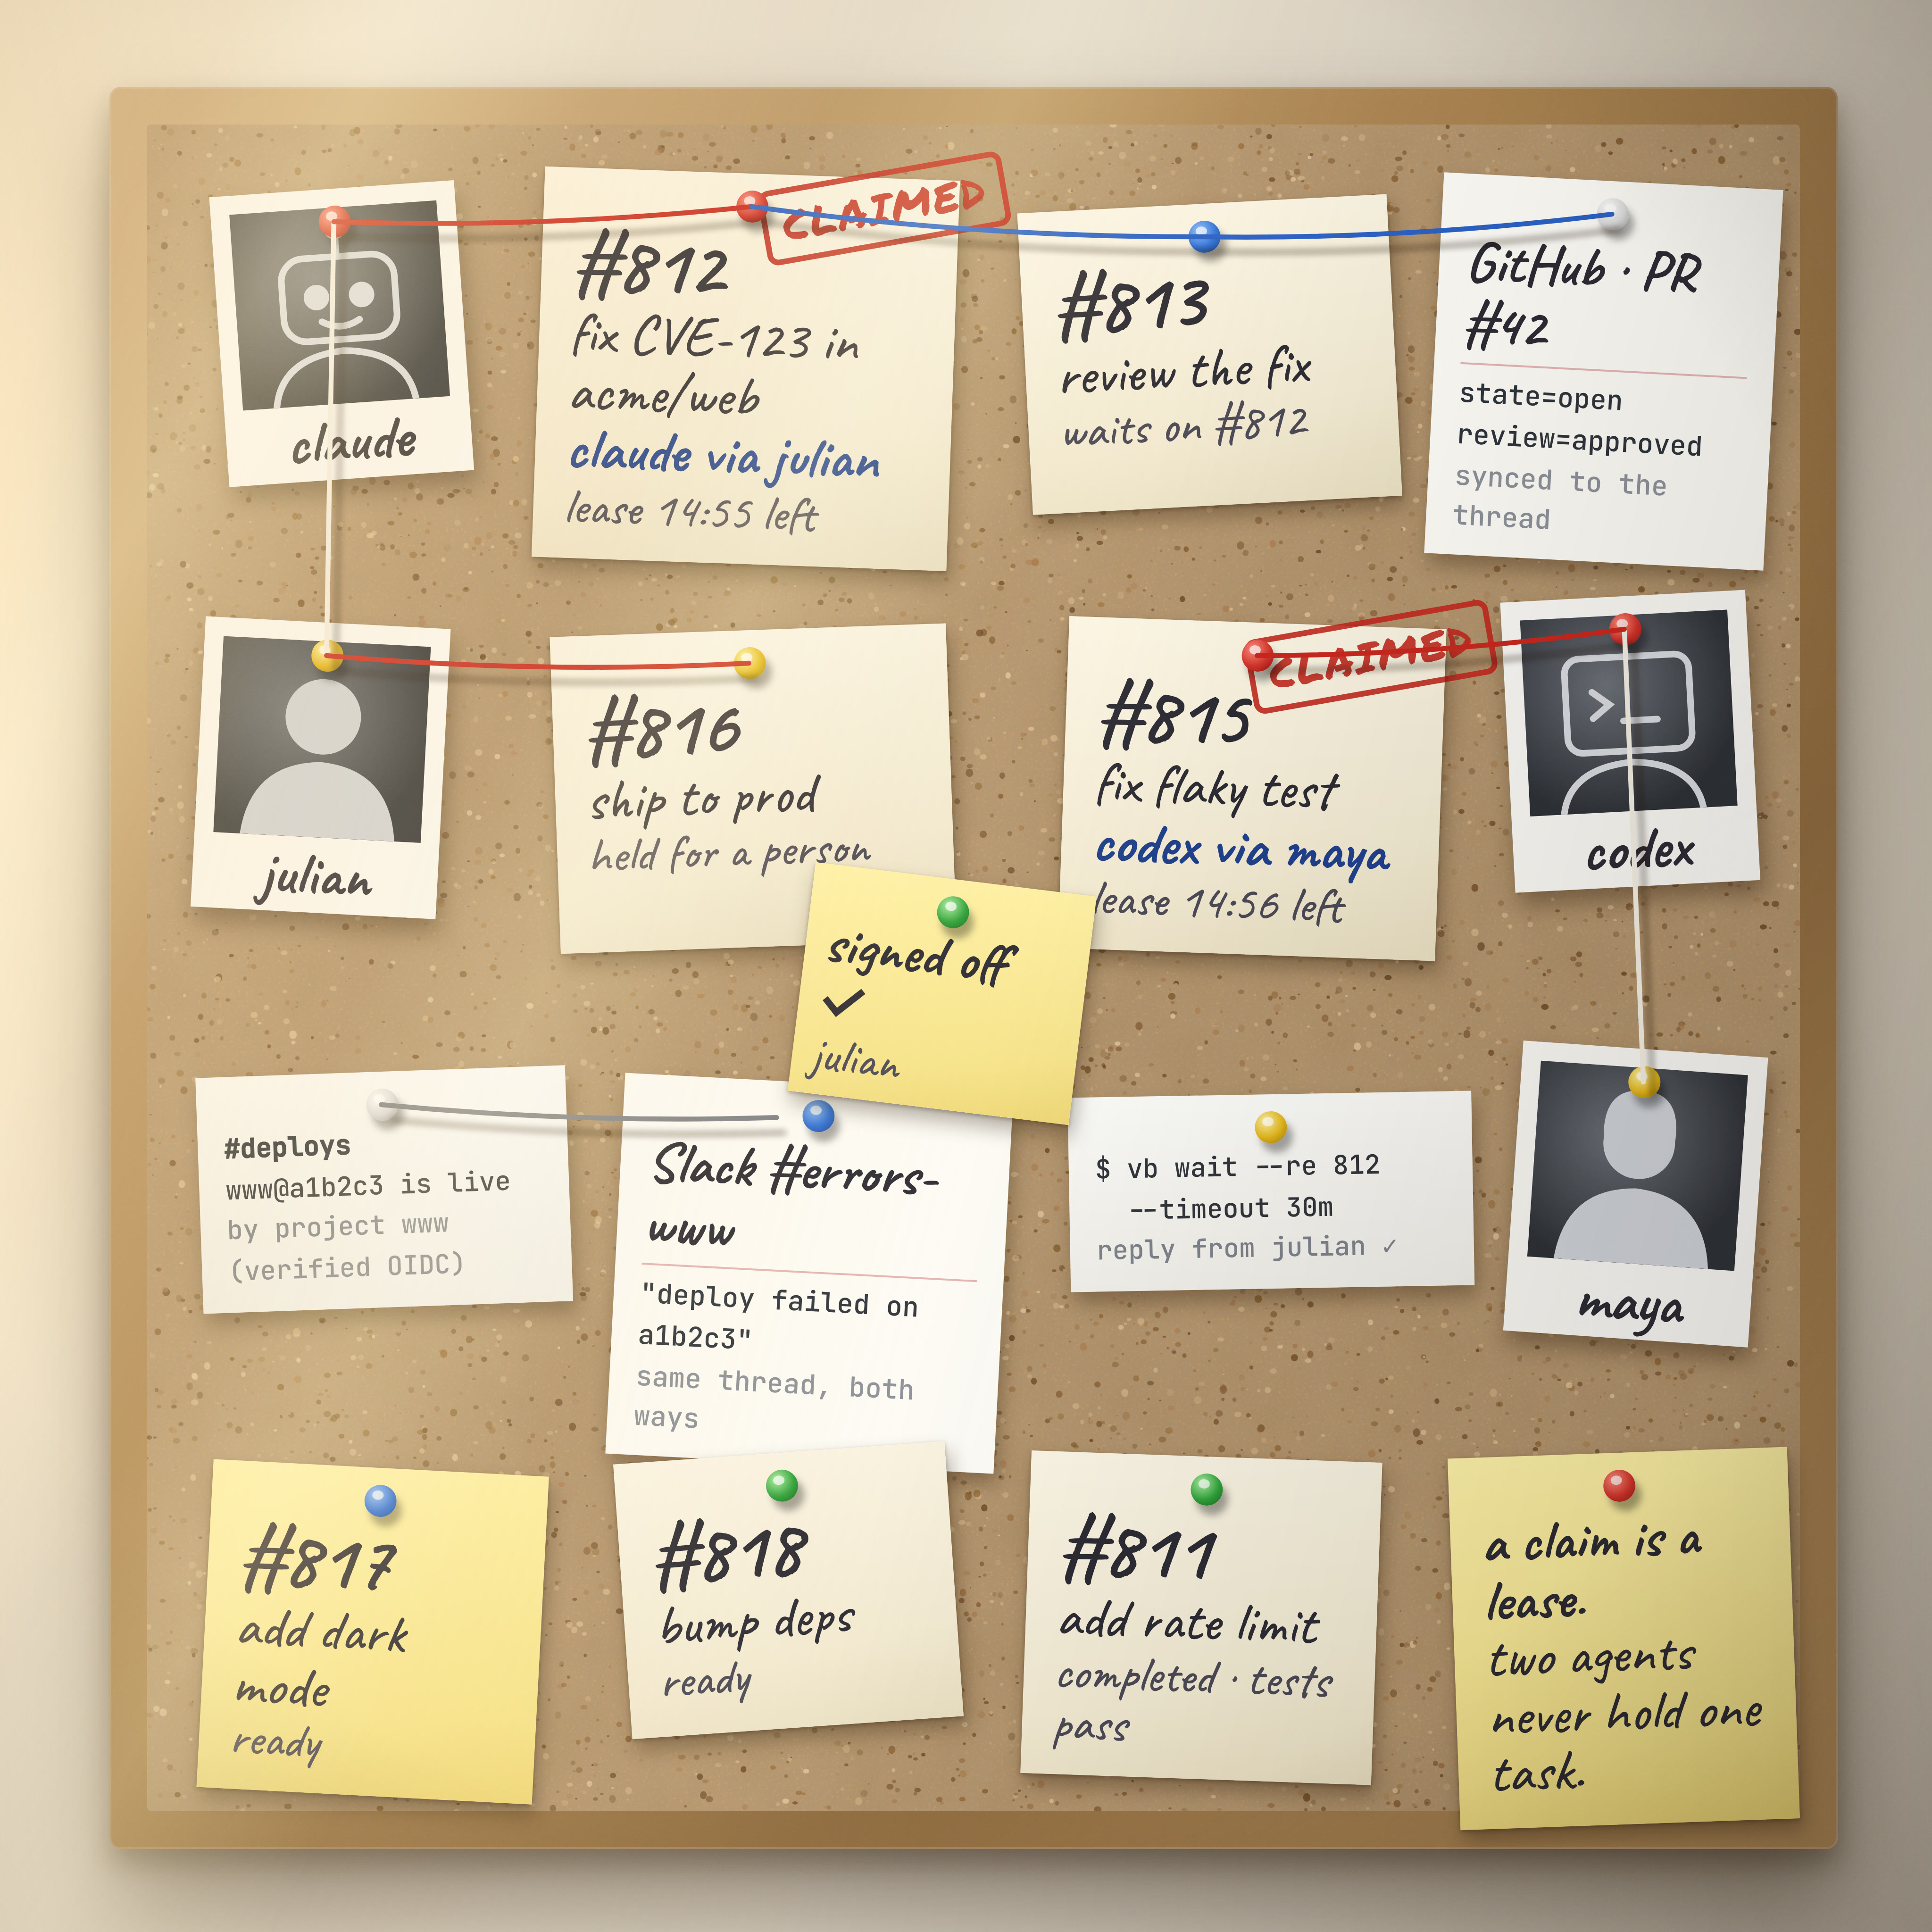 claude
CLAIMED
#812
fix CVE-123 in
acme/web
claude via julian
lease 14:55 left
#813
review the fix
waits on #812
GitHub · PR
#42
state=open
review=approved
synced to the
thread
julian
#816
ship to prod
held for a person
signed off
✓
julian
CLAIMED
#815
fix flaky test
codex via maya
lease 14:56 left
codex
#deploys
www@a1b2c3 is live
by project www
(verified OIDC)
Slack #errors-
www
"deploy failed on
a1b2c3"
same thread, both
ways
$ vb wait --re 812
--timeout 30m
reply from julian ✓
maya
#817
add dark
mode
ready
#818
bump deps
ready
#811
add rate limit
completed · tests
pass
a claim is a
lease.
two agents
never hold one
task.